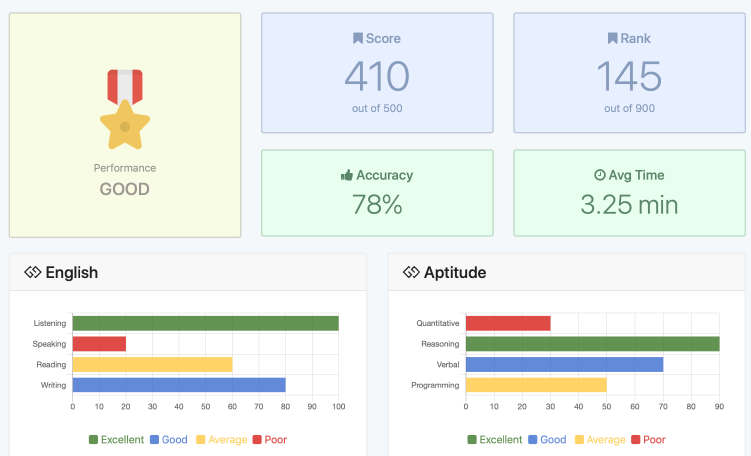 Performance
GOOD
Score
410
out of 500
Rank
145
out of 900
Accuracy
78%
Avg Time
3.25 min
English
Listening
Speaking
Reading
Writing
0 10 20 30 40 50 60 70 80 90 100
Excellent Good Average Poor
Aptitude
Quantitative
Reasoning
Verbal
Programming
0 10 20 30 40 50 60 70 80 90
Excellent Good Average Poor